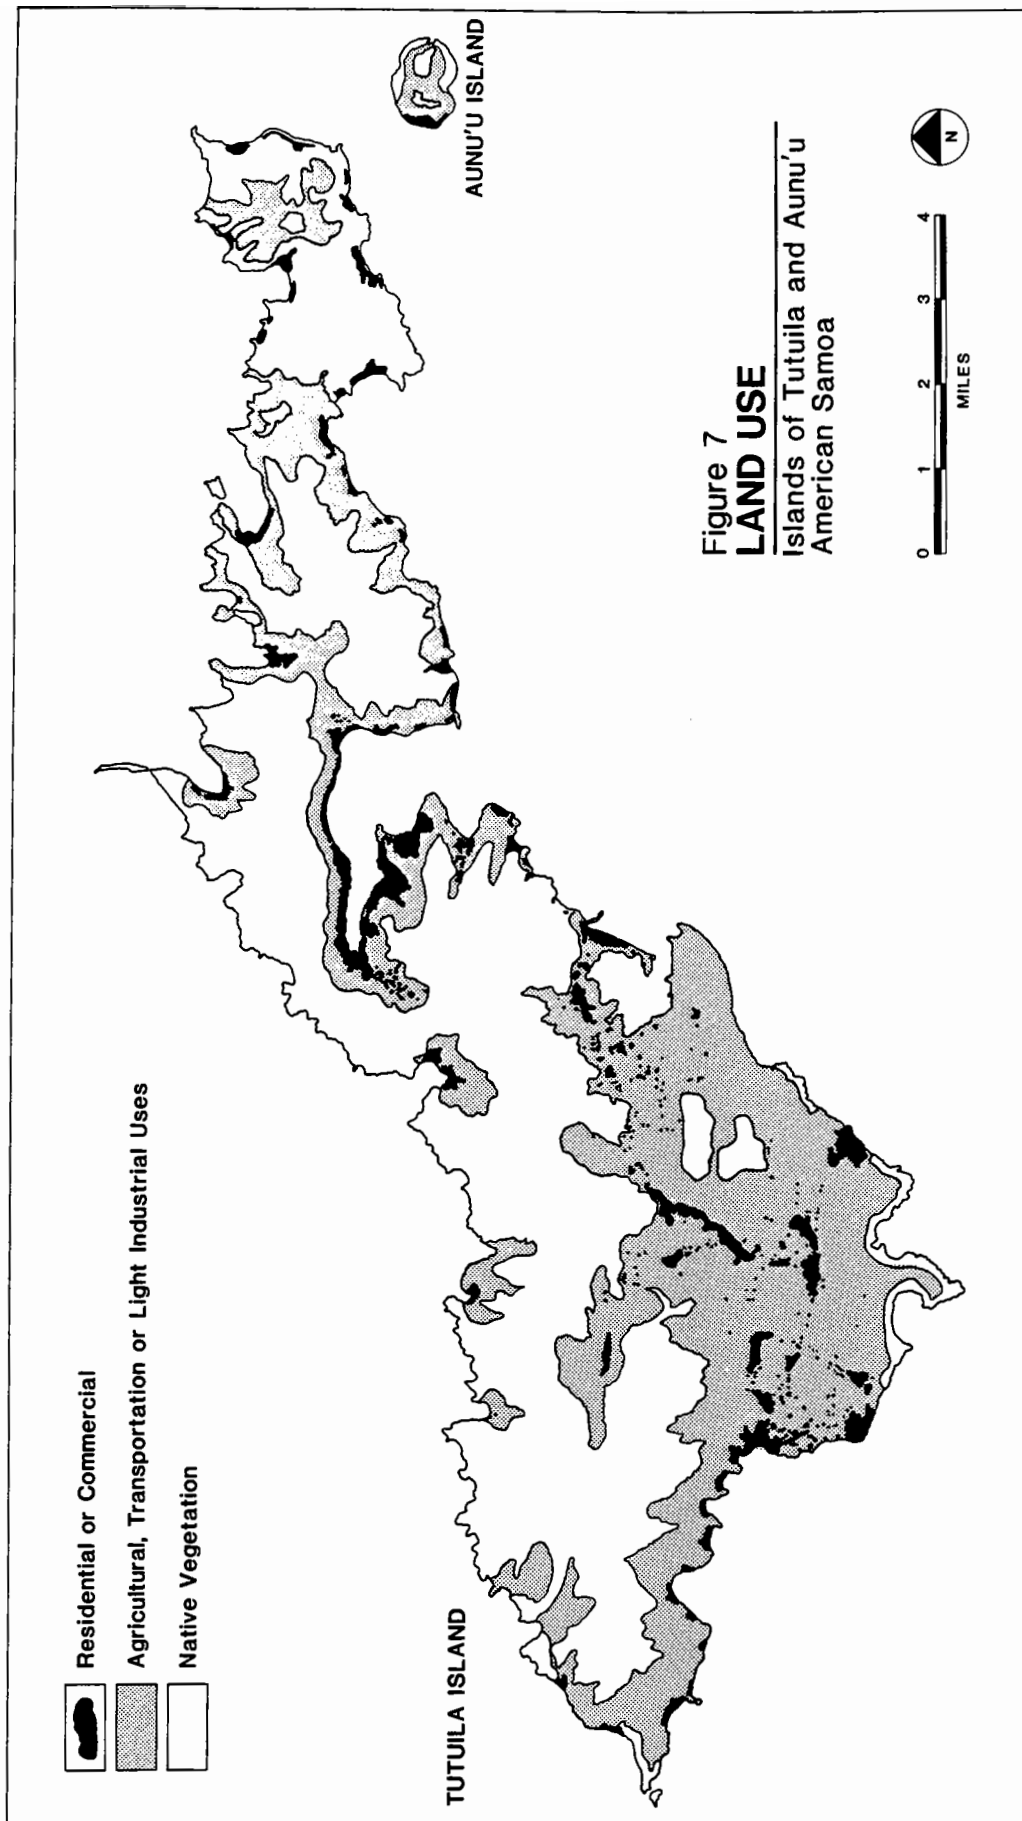 Residential or Commercial
Agricultural, Transportation or Light Industrial Uses
Native Vegetation
TUTUILA ISLAND
AUNU'U ISLAND
Figure 7
LAND USE
Islands of Tutuila and Aunu'u
American Samoa
0 1 2 3 4
MILES
N